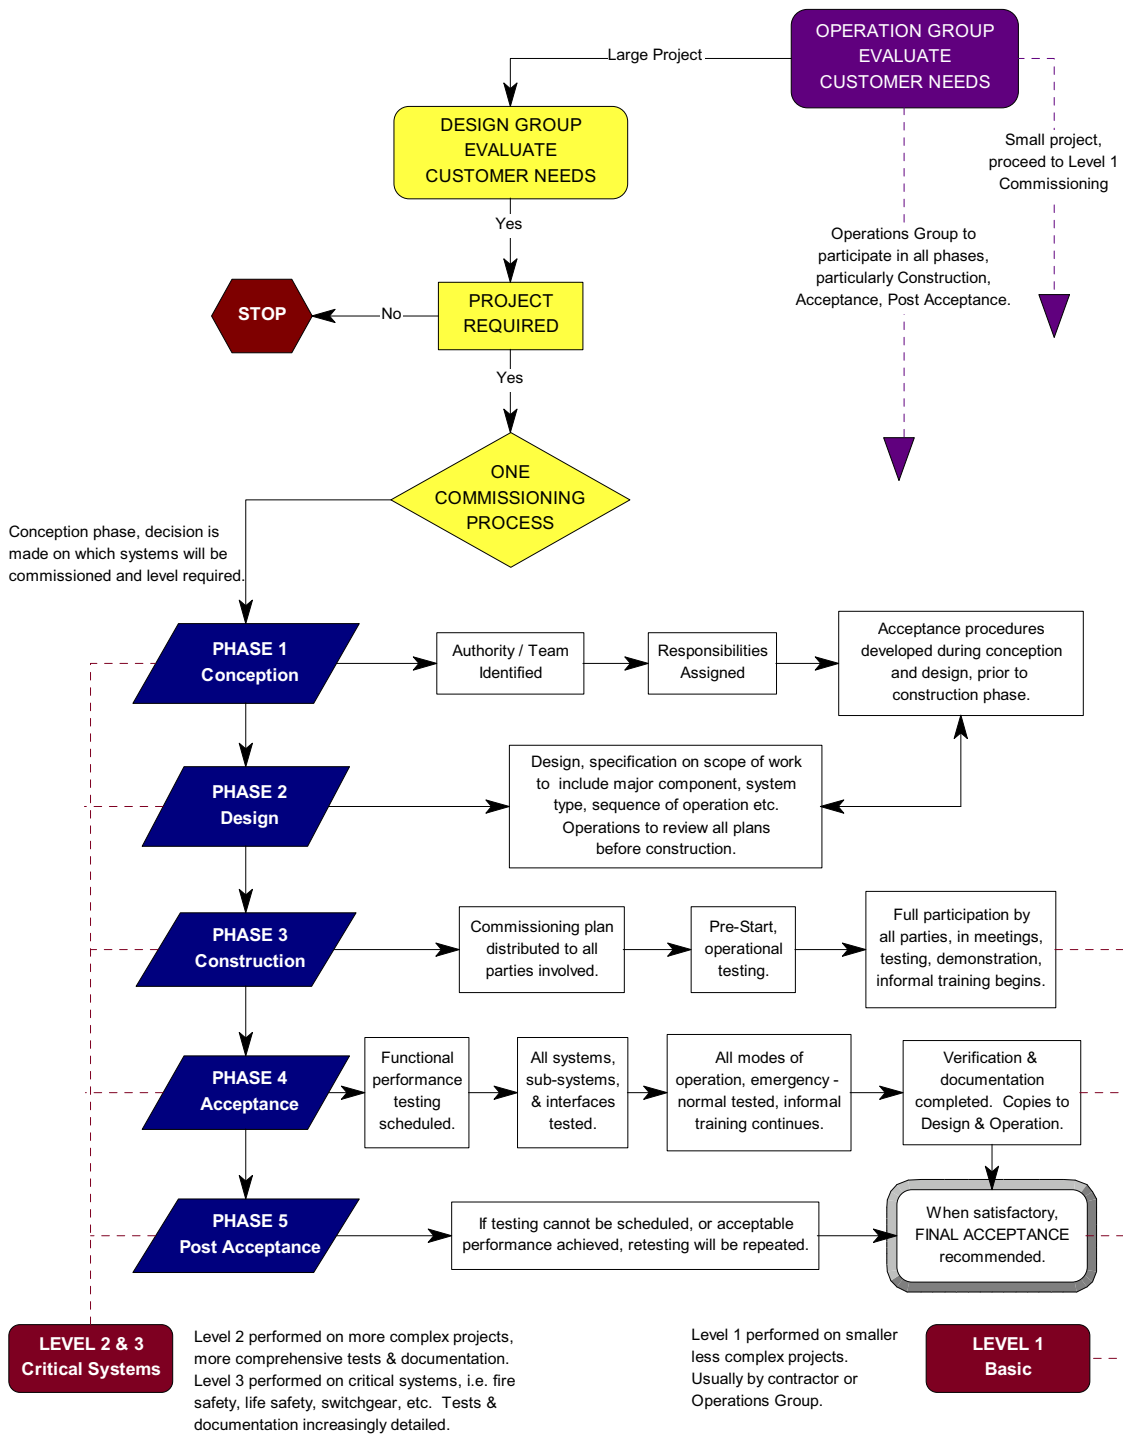 OPERATION GROUP
EVALUATE
CUSTOMER NEEDS
Large Project
DESIGN GROUP
EVALUATE
CUSTOMER NEEDS
Small project,
proceed to Level 1
Commissioning
Yes
Operations Group to
participate in all phases,
particularly Construction,
Acceptance, Post Acceptance.
STOP
No
PROJECT
REQUIRED
Yes
ONE
COMMISSIONING
PROCESS
Conception phase, decision is
made on which systems will be
commissioned and level required.
PHASE 1
Conception
Authority / Team
Identified
Responsibilities
Assigned
Acceptance procedures
developed during conception
and design, prior to
construction phase.
PHASE 2
Design
Design, specification on scope of work
to include major component, system
type, sequence of operation etc.
Operations to review all plans
before construction.
PHASE 3
Construction
Commissioning plan
distributed to all
parties involved.
Pre-Start,
operational
testing.
Full participation by
all parties, in meetings,
testing, demonstration,
informal training begins.
PHASE 4
Acceptance
Functional
performance
testing
scheduled.
All systems,
sub-systems,
& interfaces
tested.
All modes of
operation, emergency -
normal tested, informal
training continues.
Verification &
documentation
completed. Copies to
Design & Operation.
PHASE 5
Post Acceptance
If testing cannot be scheduled, or acceptable
performance achieved, retesting will be repeated.
When satisfactory,
FINAL ACCEPTANCE
recommended.
LEVEL 2 & 3
Critical Systems
Level 2 performed on more complex projects,
more comprehensive tests & documentation.
Level 3 performed on critical systems, i.e. fire
safety, life safety, switchgear, etc. Tests &
documentation increasingly detailed.
Level 1 performed on smaller
less complex projects.
Usually by contractor or
Operations Group.
LEVEL 1
Basic